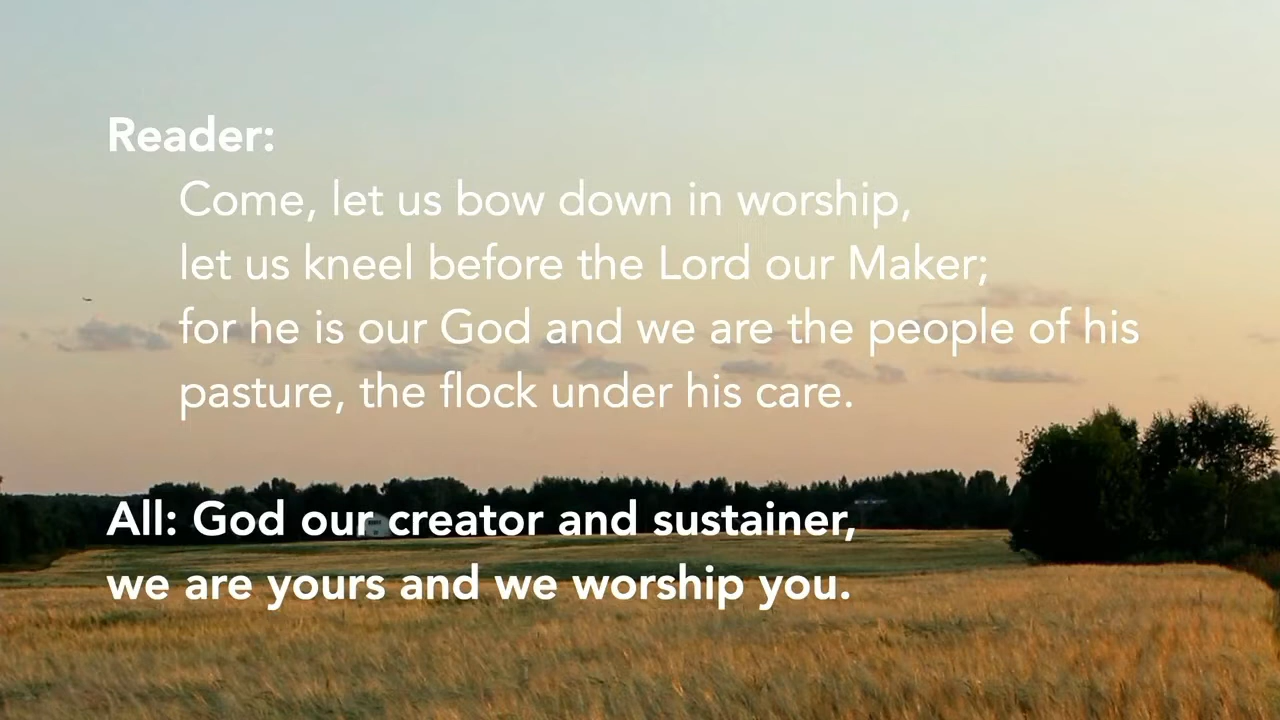 Reader:
Come, let us bow down in worship,
let us kneel before the Lord our Maker;
for he is our God and we are the people of his
pasture, the flock under his care.
All: God our creator and sustainer,
we are yours and we worship you.